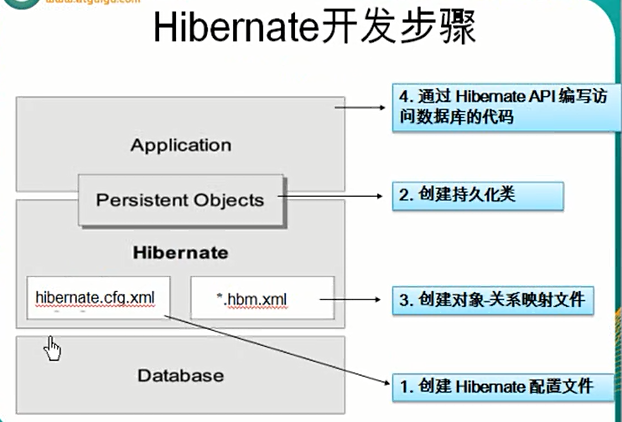 www.atguigu.com
Hibernate开发步骤
Application
Persistent Objects
Hibernate
hibernate.cfg.xml
*.hbm.xml
Database
4. 通过 Hibernate API 编写访
问数据库的代码
2. 创建持久化类
3. 创建对象-关系映射文件
1. 创建 Hibernate 配置文件